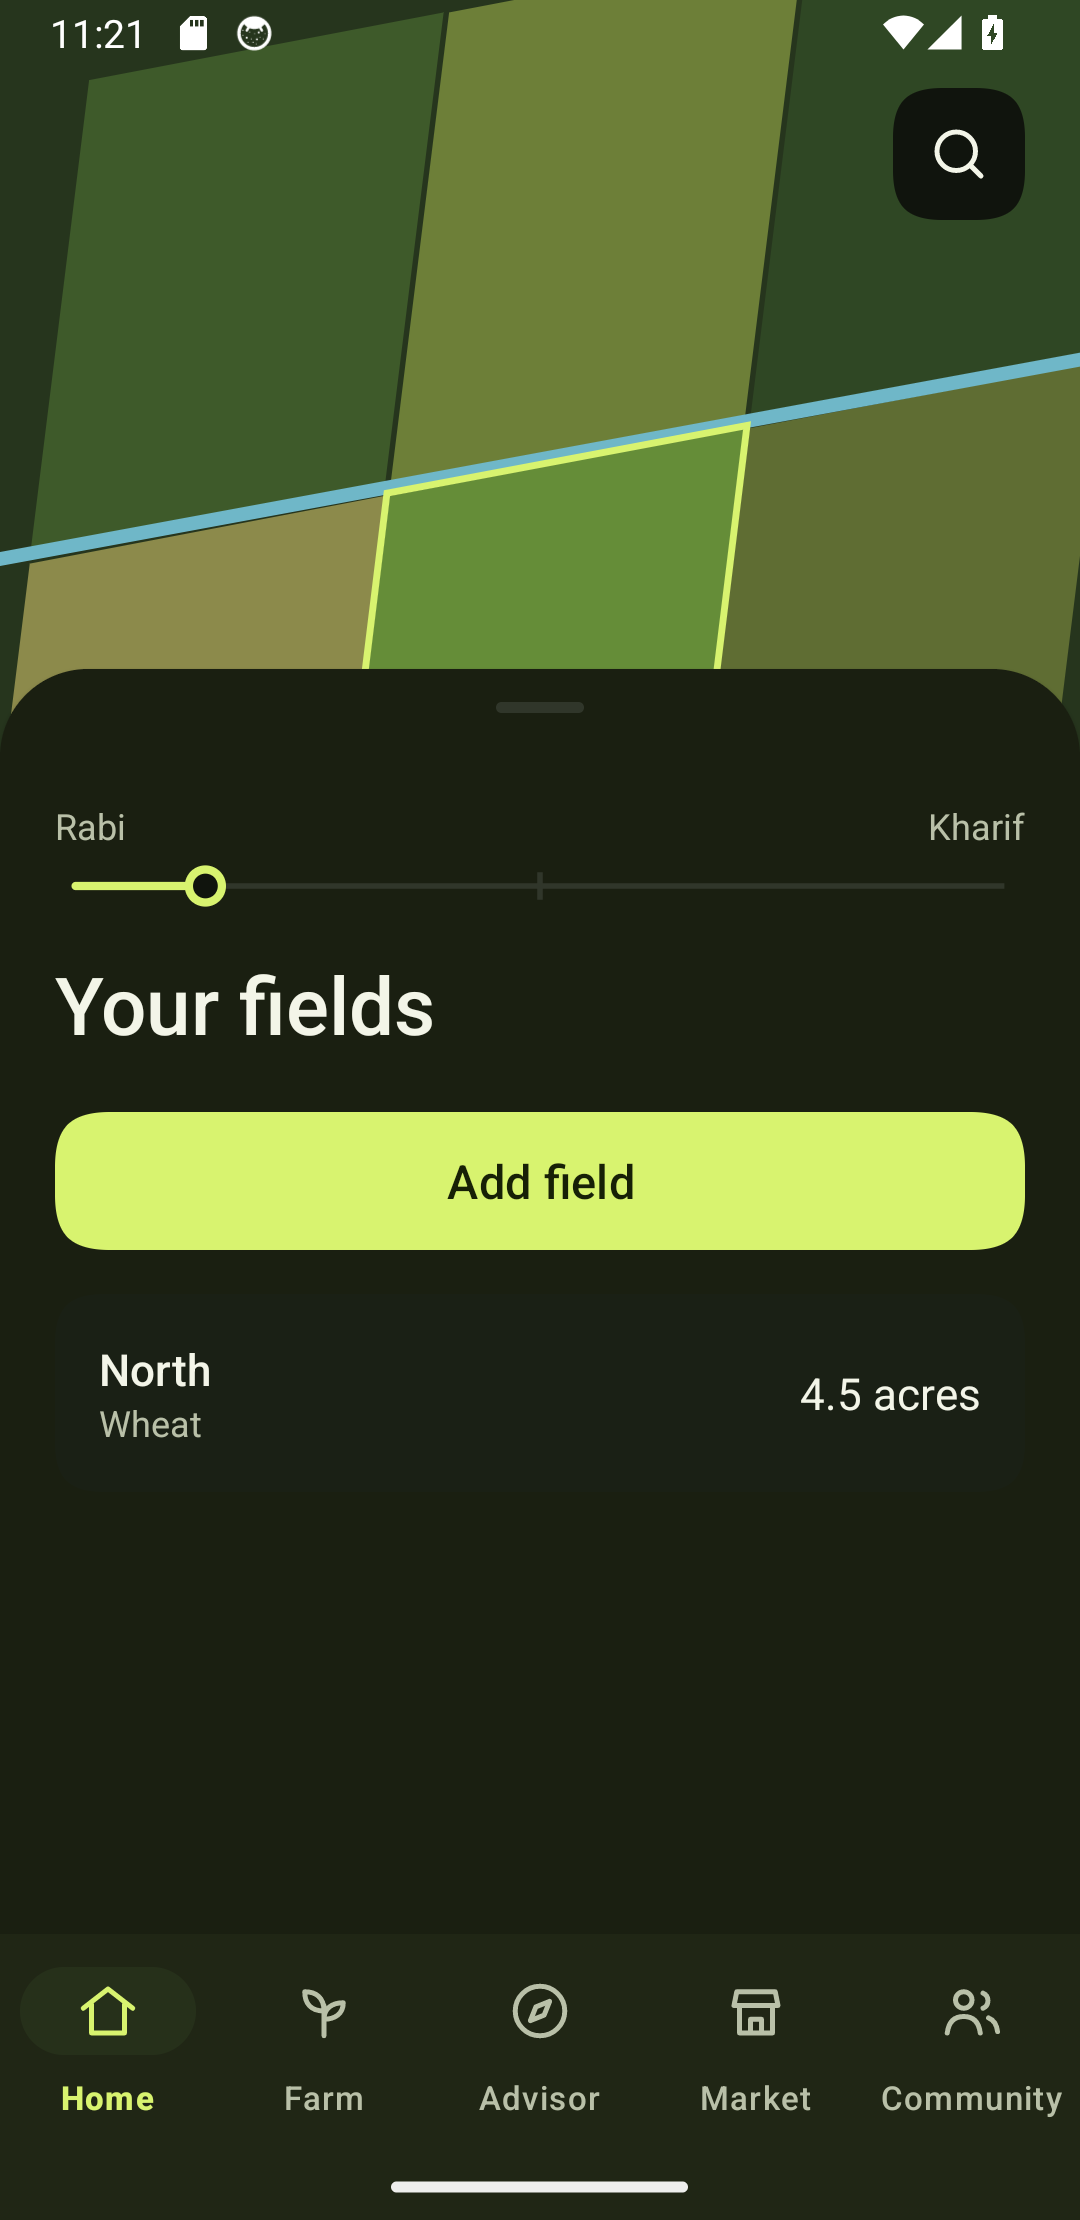 11:21
Rabi
Kharif
Your fields
Add field
North
Wheat
4.5 acres
Home
Farm
Advisor
Market
Community